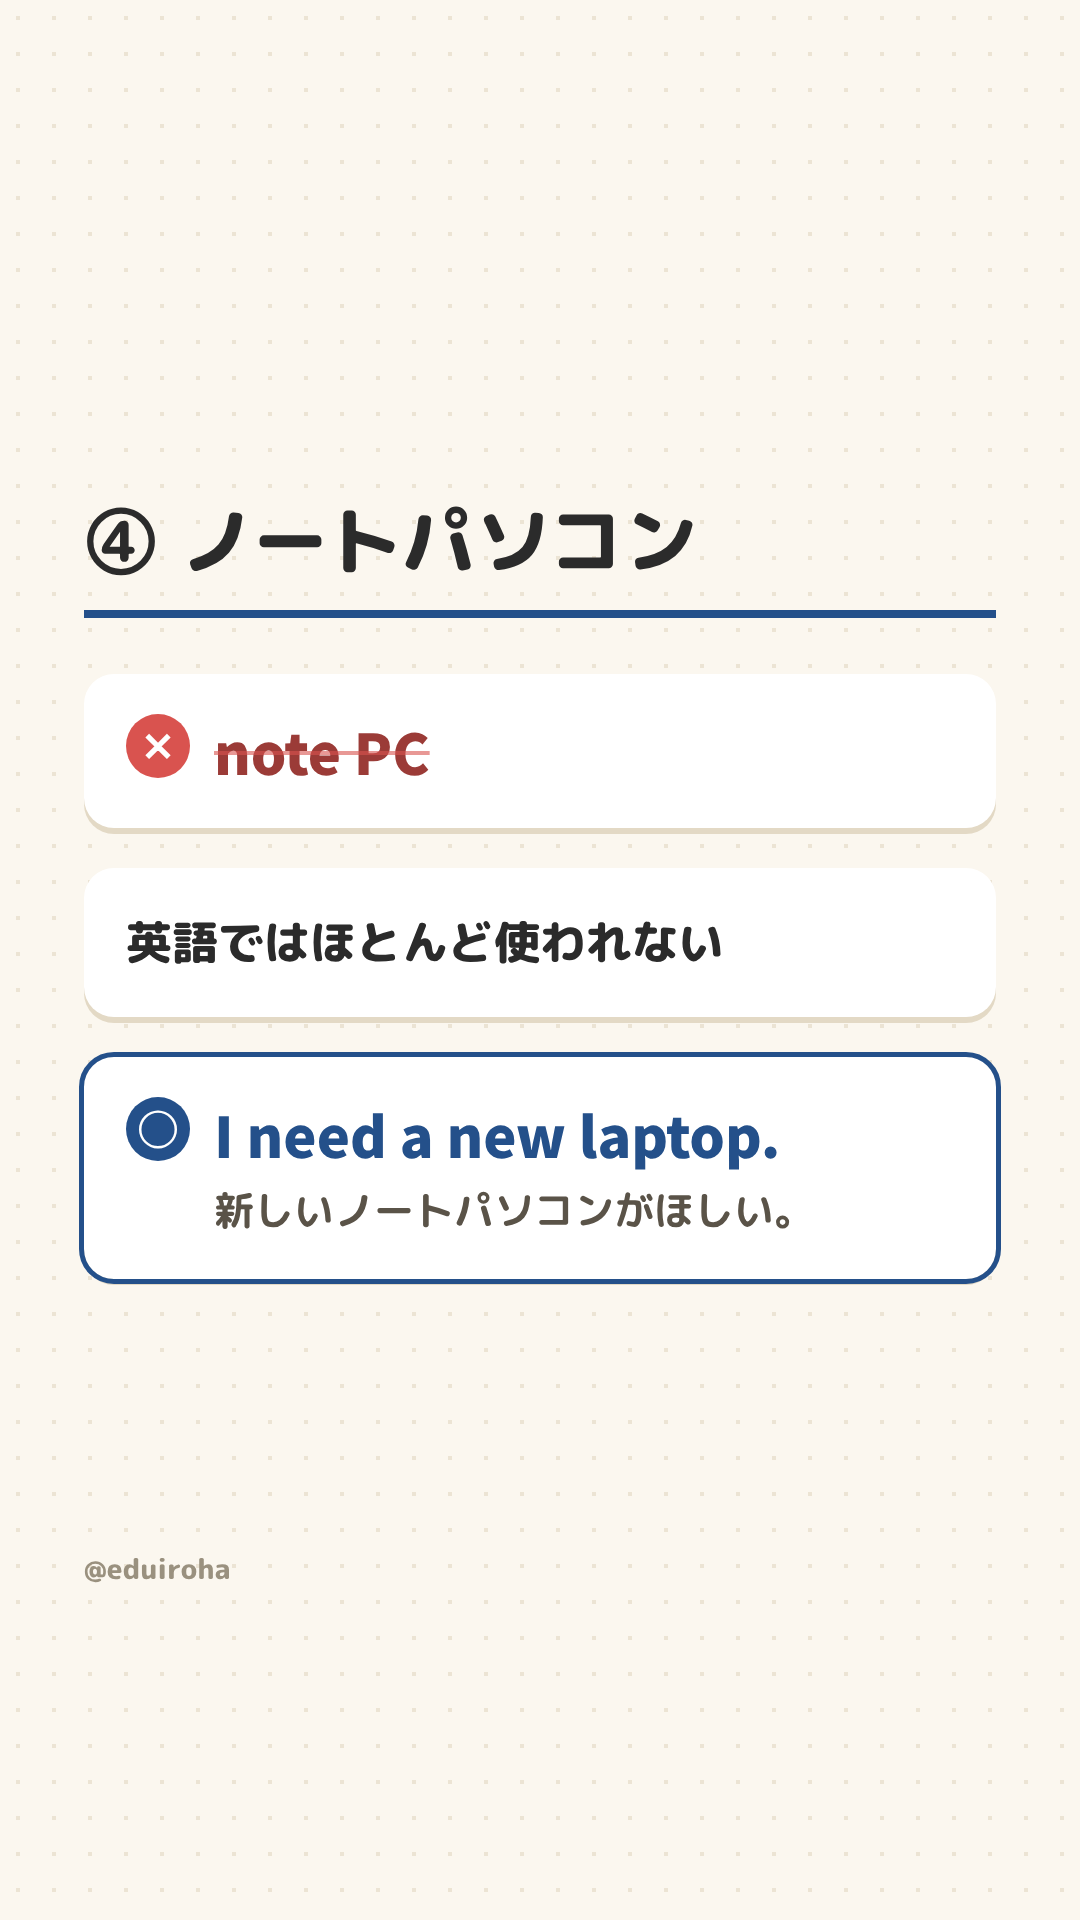 ④ ノートパソコン
× note PC
英語ではほとんど使われない
◯ I need a new laptop.
新しいノートパソコンがほしい。
@eduiroha